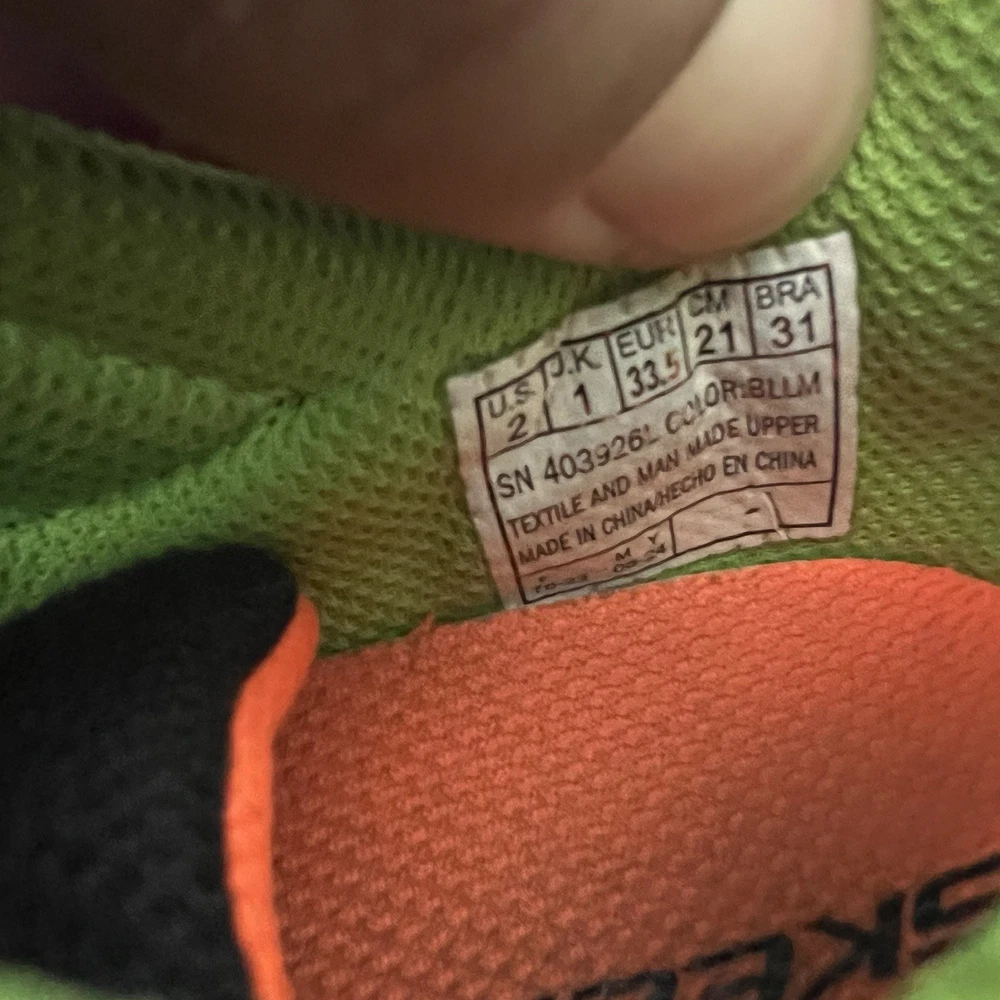 U.S U.K EUR CM BRA
2 1 33.5 21 31
SN 403926L COLOR:BLLM
TEXTILE AND MAN MADE UPPER
MADE IN CHINA/HECHO EN CHINA
M Y
SKE